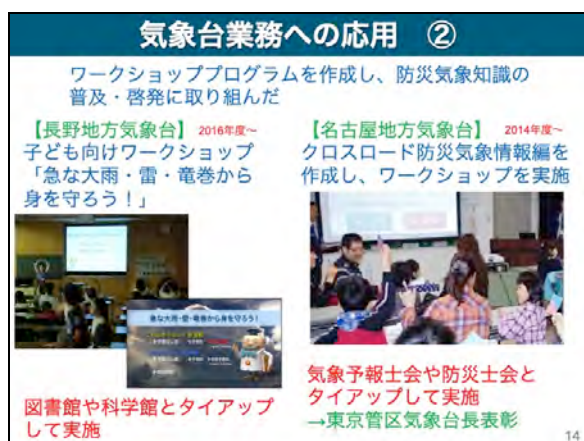 気象台業務への応用 ②
ワークショッププログラムを作成し、防災気象知識の
普及・啓発に取り組んだ
【長野地方気象台】 2016年度~
子ども向けワークショップ
「急な大雨・雷・竜巻から
身を守ろう!」
急な大雨・雷・竜巻から身を守ろう!
図書館や科学館とタイアップ
して実施
【名古屋地方気象台】 2014年度~
クロスロード防災気象情報編を
作成し、ワークショップを実施
気象予報士会や防災士会と
タイアップして実施
→東京管区気象台長表彰
14